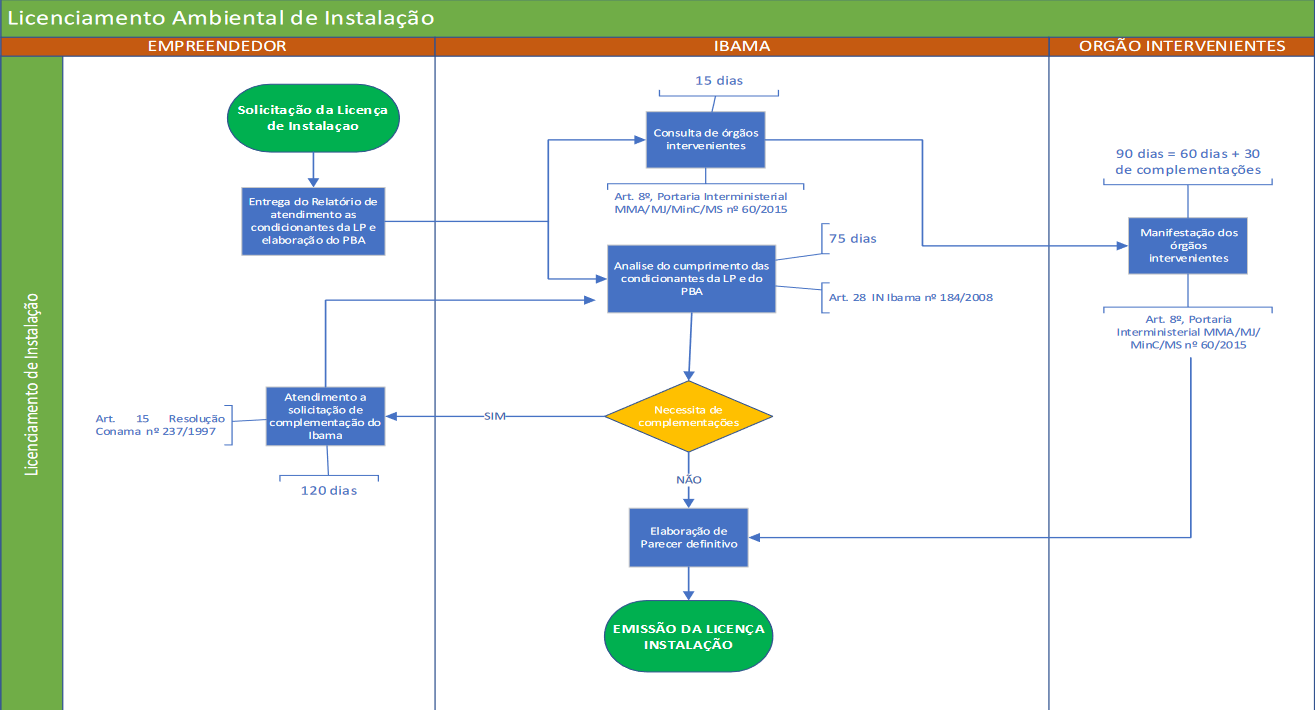 Licenciamento Ambiental de Instalação
EMPREENDEDOR
IBAMA
ORGÃO INTERVENIENTES
Licenciamento de Instalação
Solicitação da Licença
de Instalaçao
Entrega do Relatório de
atendimento as
condicionantes da LP e
elaboração do PBA
15 dias
Consulta de órgãos
intervenientes
Art. 8º, Portaria Interministerial
MMA/MJ/MinC/MS nº 60/2015
90 dias = 60 dias + 30
de complementações
Manifestação dos
órgãos
intervenientes
Art. 8º, Portaria
Interministerial MMA/MJ/
MinC/MS nº 60/2015
Analise do cumprimento das
condicionantes da LP e do
PBA
75 dias
Art. 28 IN Ibama nº 184/2008
Necessita de
complementações
SIM
Atendimento a
solicitação de
complementação do
Ibama
Art. 15 Resolução
Conama nº 237/1997
120 dias
NÃO
Elaboração de
Parecer definitivo
EMISSÃO DA LICENÇA
INSTALAÇÃO